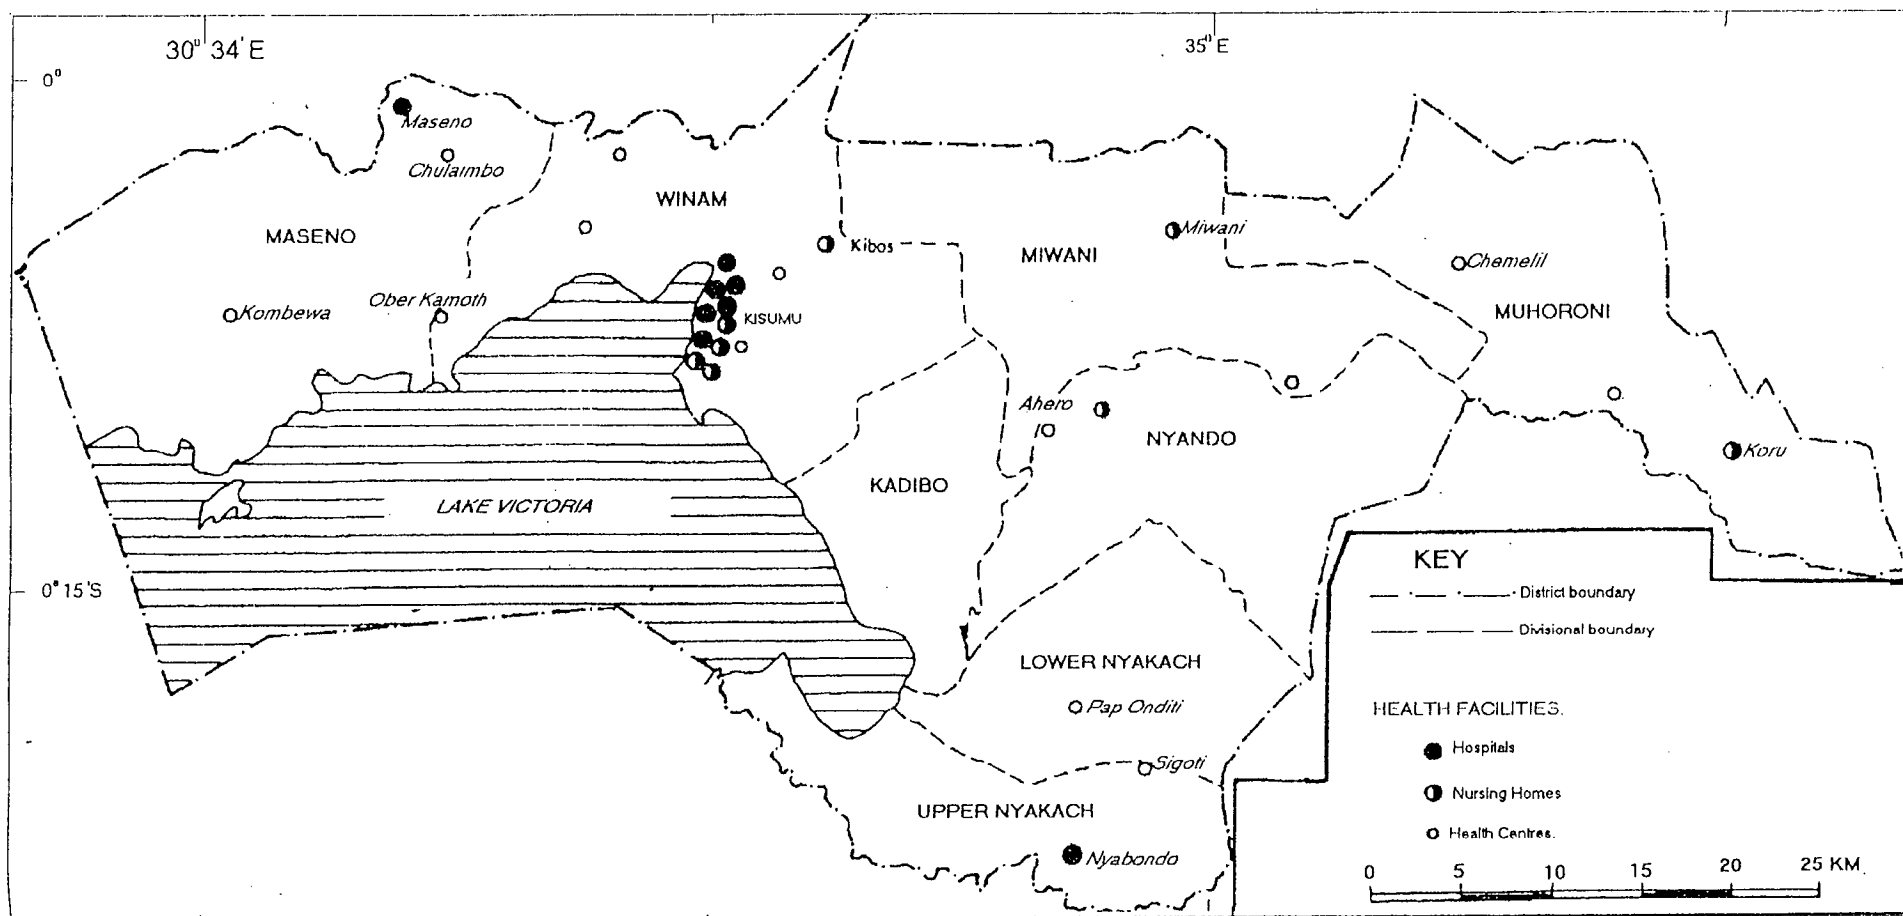 30° 34' E
35° E
0°
Maseno
Chulaimbo
WINAM
MASENO
Kibos
Miwani
MIWANI
Chemelil
Kombewa
Ober Kamoth
KISUMU
MUHORONI
Ahero
NYANDO
Koru
KADIBO
LAKE VICTORIA
KEY
0° 15' S
District boundary
Divisional boundary
LOWER NYAKACH
Pap Onditi
HEALTH FACILITIES.
Hospitals
Sigoti
Nursing Homes
UPPER NYAKACH
Health Centres.
Nyabondo
0 5 10 15 20 25 KM